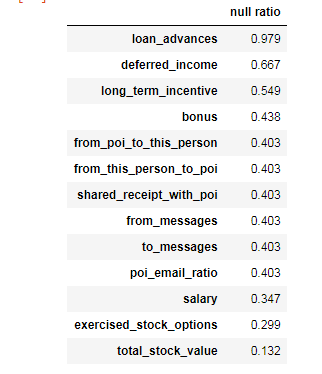 null ratio
loan_advances 0.979
deferred_income 0.667
long_term_incentive 0.549
bonus 0.438
from_poi_to_this_person 0.403
from_this_person_to_poi 0.403
shared_receipt_with_poi 0.403
from_messages 0.403
to_messages 0.403
poi_email_ratio 0.403
salary 0.347
exercised_stock_options 0.299
total_stock_value 0.132